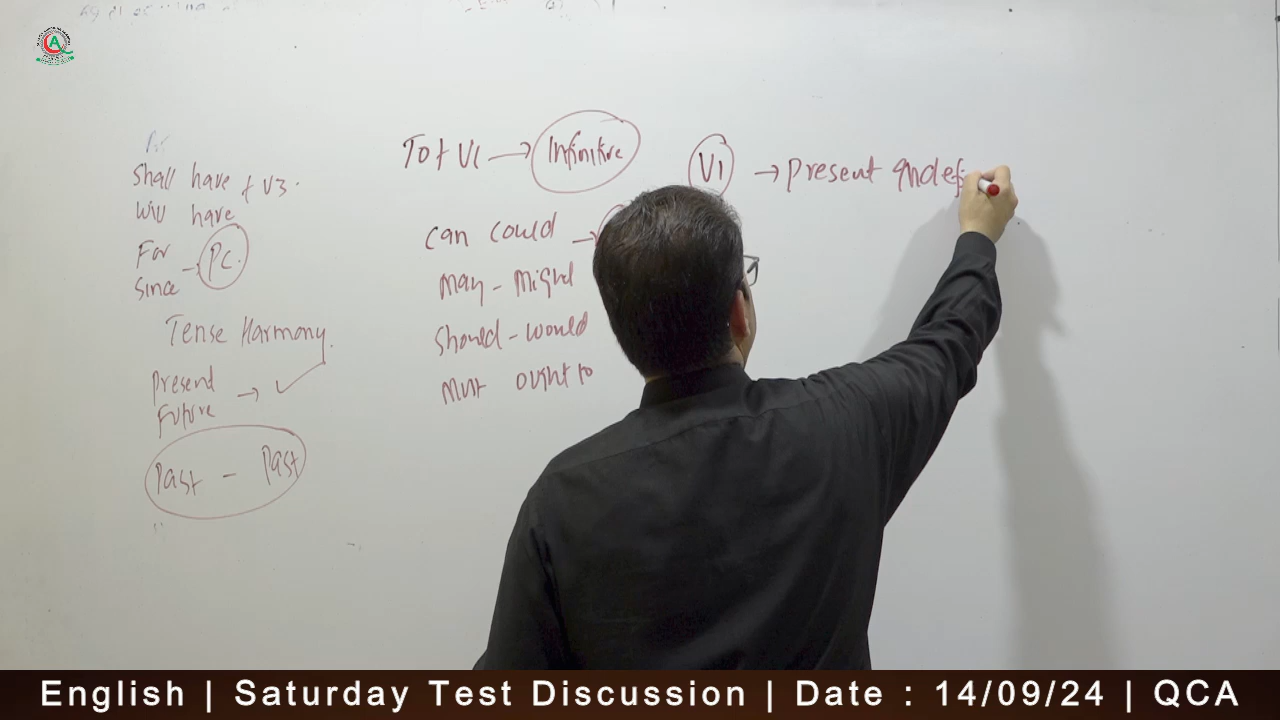 Shall have + V3.
Will have
For
Since - PC.
Tense Harmony.
Present
Future → ✓
Past - Past
To + V1 → Infinitive
can could →
May - Might
Should - would
Must ought to
V1 → Present Indef
English | Saturday Test Discussion | Date : 14/09/24 | QCA